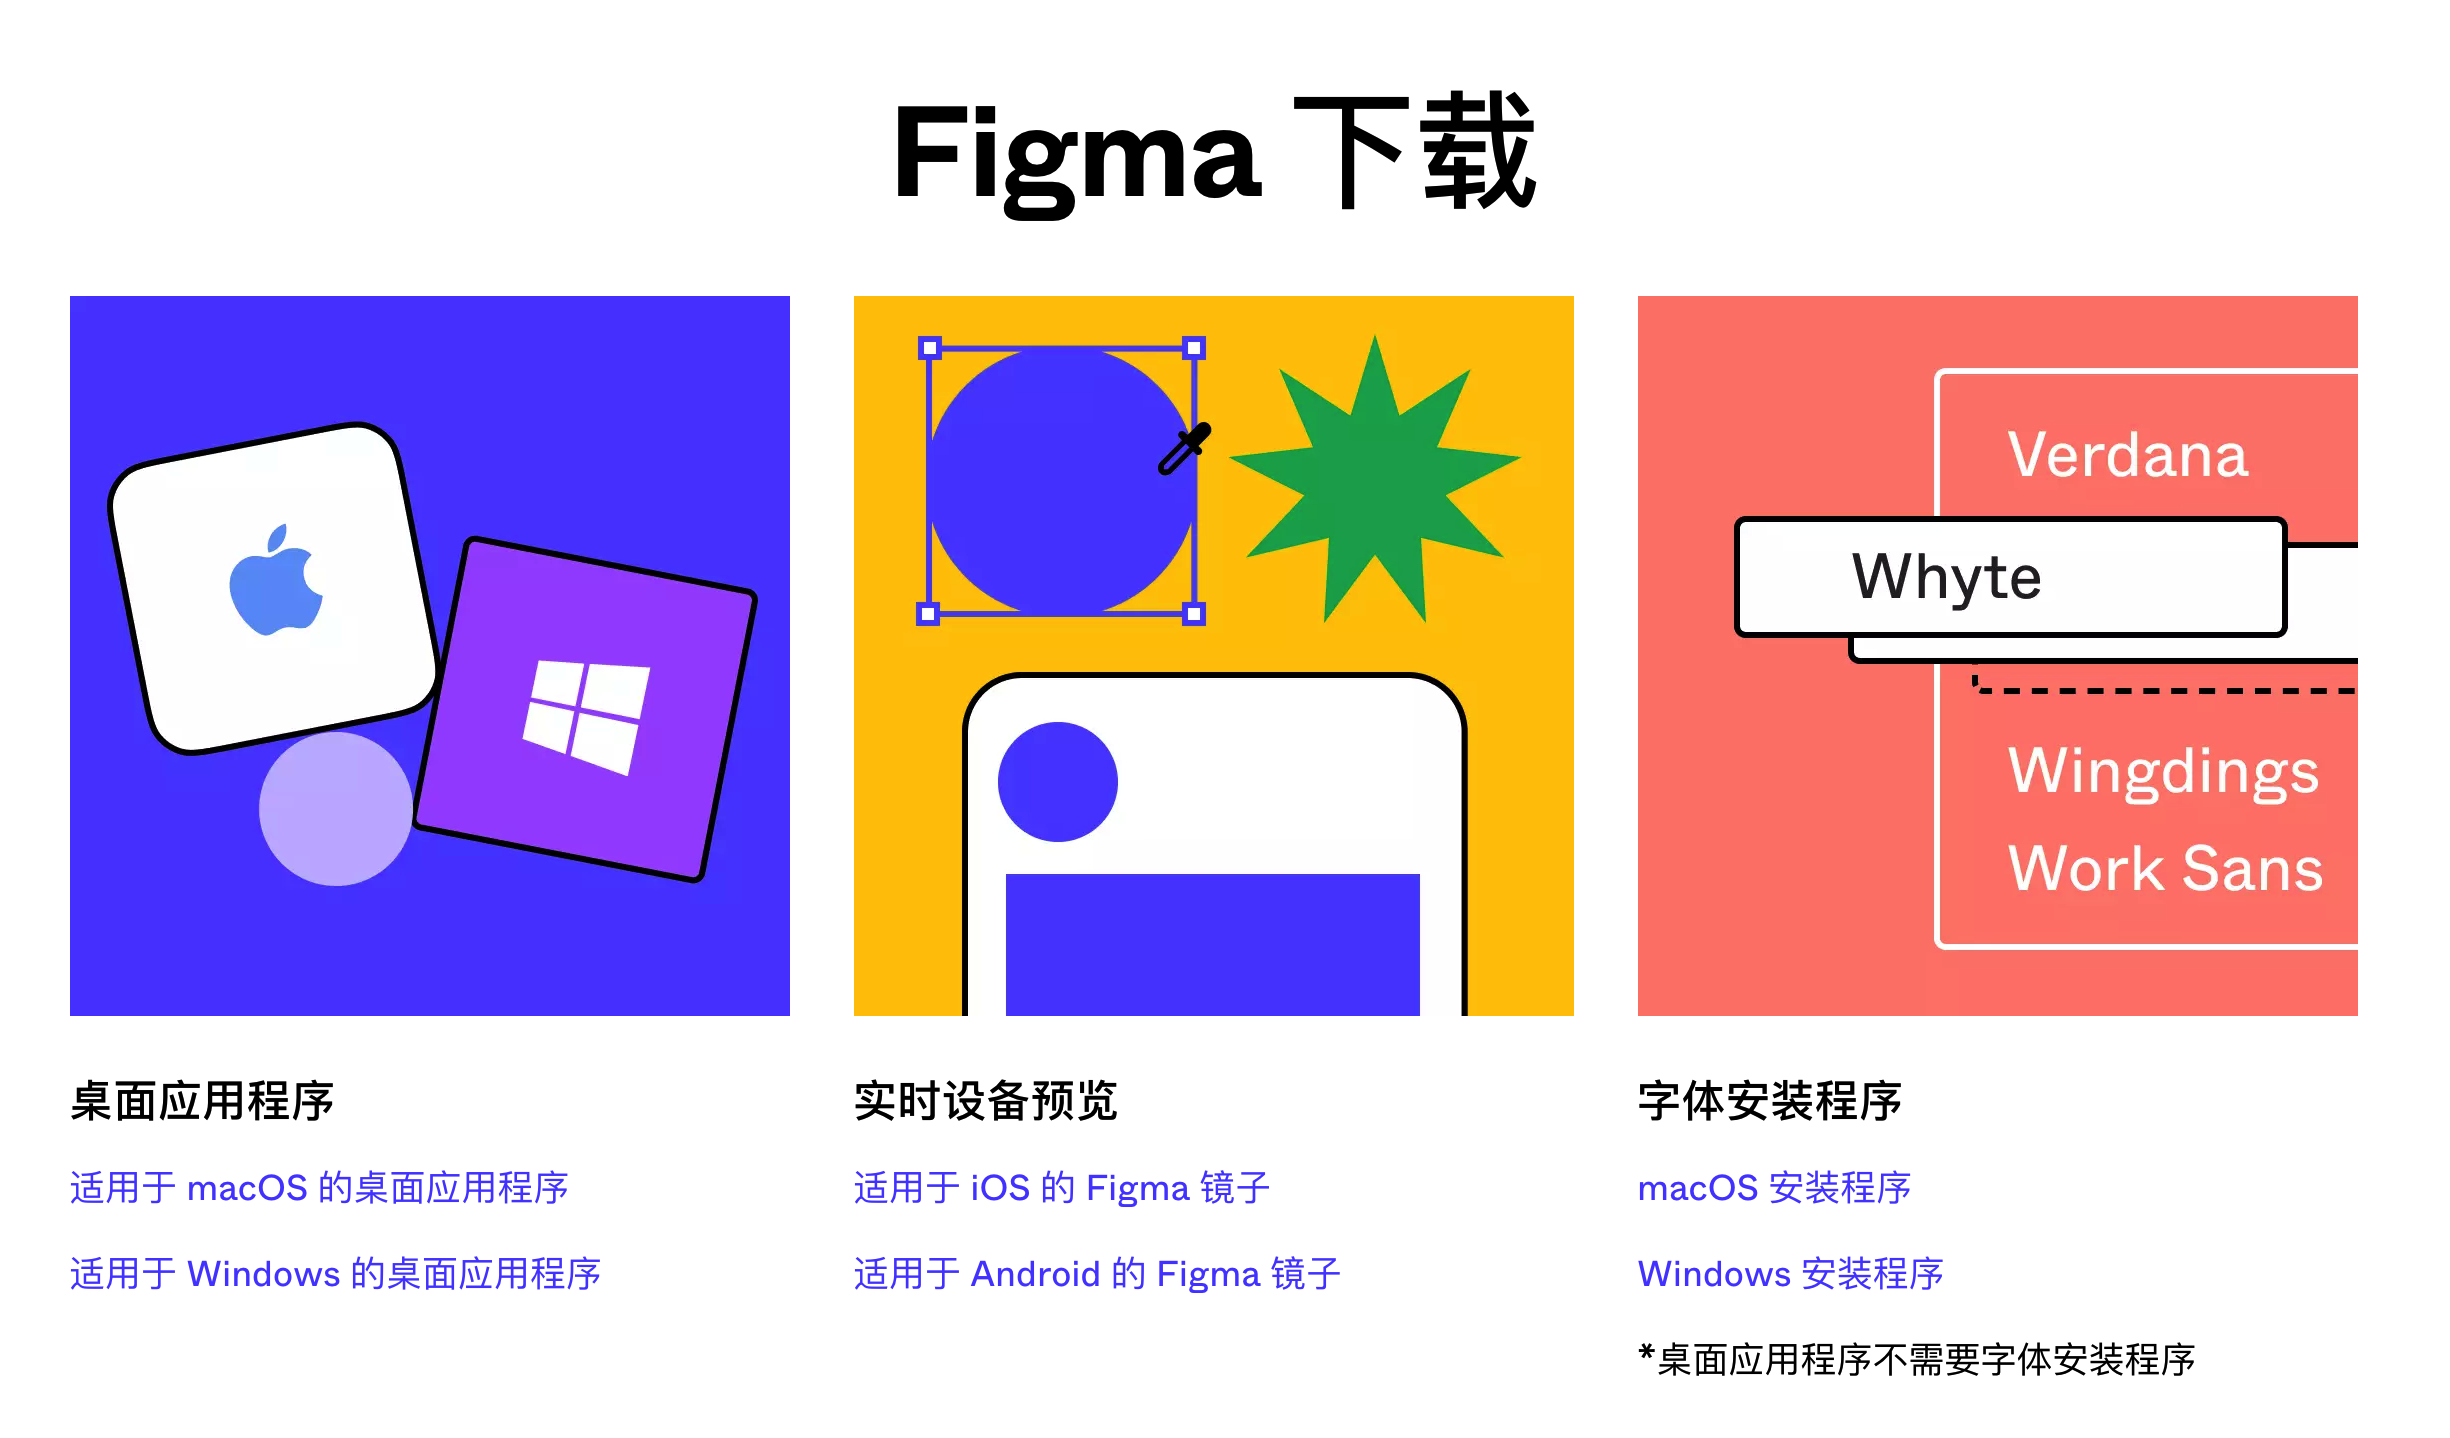 Figma 下载
Verdana
Whyte
Wingdings
Work Sans
桌面应用程序
适用于 macOS 的桌面应用程序
适用于 Windows 的桌面应用程序
实时设备预览
适用于 iOS 的 Figma 镜子
适用于 Android 的 Figma 镜子
字体安装程序
macOS 安装程序
Windows 安装程序
*桌面应用程序不需要字体安装程序